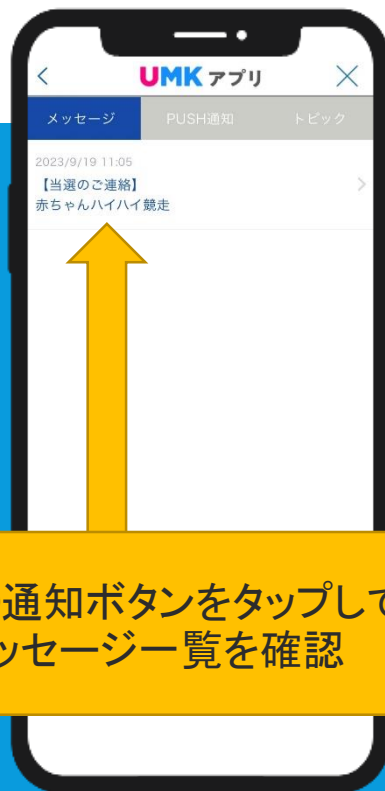 UMK アプリ
メッセージ PUSH通知 トピック
2023/9/19 11:05
【当選のご連絡】
赤ちゃんハイハイ競走
通知ボタンをタップして
ッセージ一覧を確認